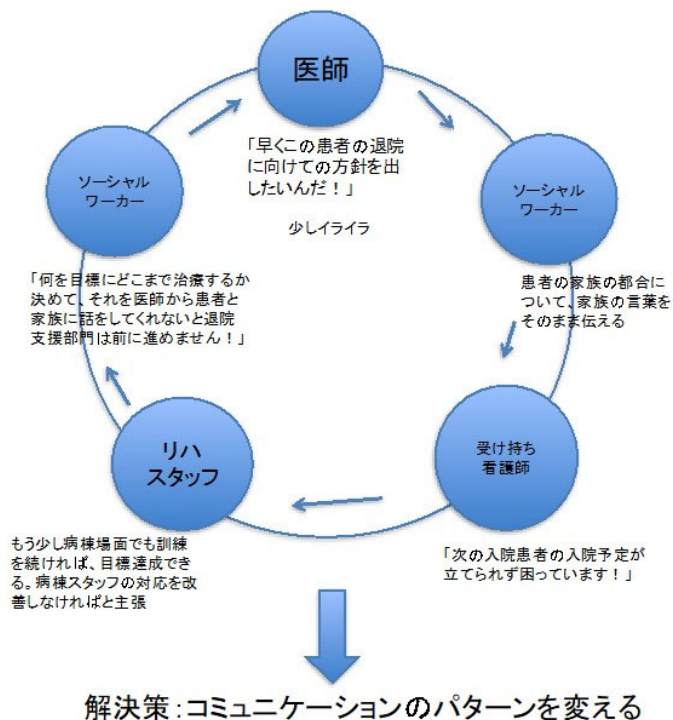 医師
「早くこの患者の退院
に向けての方針を出
したいんだ！」
少しイライラ
ソーシャル
ワーカー
患者の家族の都合に
ついて、家族の言葉を
そのまま伝える
受け持ち
看護師
「次の入院患者の入院予定が
立てられず困っています！」
リハ
スタッフ
もう少し病棟場面でも訓練
を続ければ、目標達成でき
る。病棟スタッフの対応を改
善しなければと主張
ソーシャル
ワーカー
「何を目標にどこまで治療するか
決めて、それを医師から患者と
家族に話をしてくれないと退院
支援部門は前に進めません！」
解決策：コミュニケーションのパターンを変える